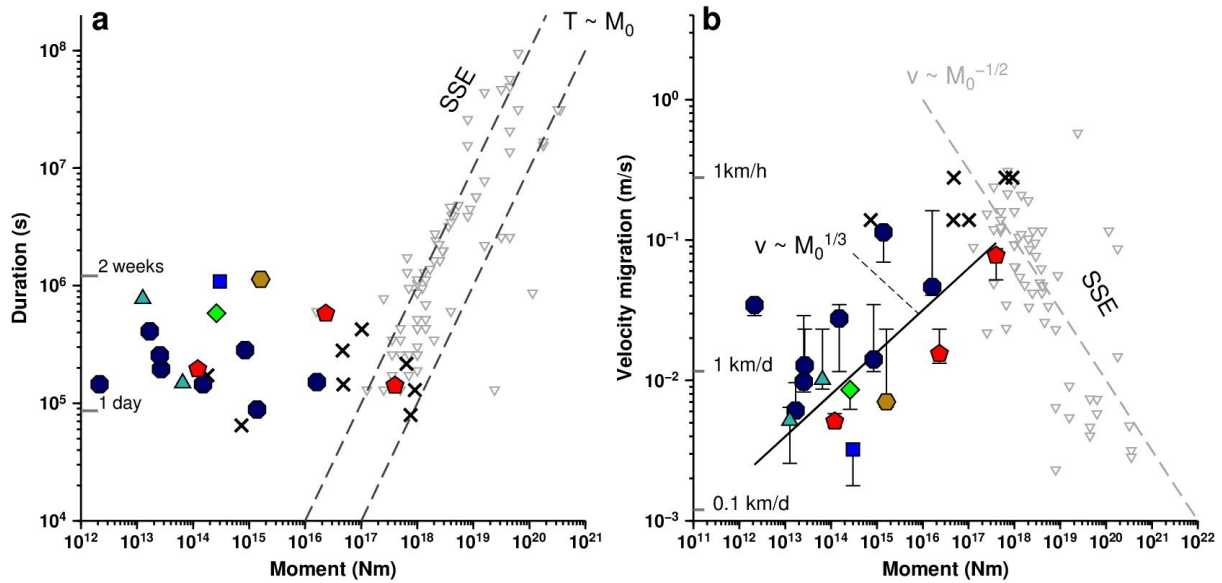 a
T ~ M0
SSE
10^8
10^7
10^6
10^5
10^4
2 weeks
1 day
Duration (s)
10^12 10^13 10^14 10^15 10^16 10^17 10^18 10^19 10^20 10^21
Moment (Nm)
b
v ~ M0^−1/2
10^0
10^−1
10^−2
10^−3
1km/h
v ~ M0^1/3
SSE
1 km/d
0.1 km/d
Velocity migration (m/s)
10^11 10^12 10^13 10^14 10^15 10^16 10^17 10^18 10^19 10^20 10^21 10^22
Moment (Nm)